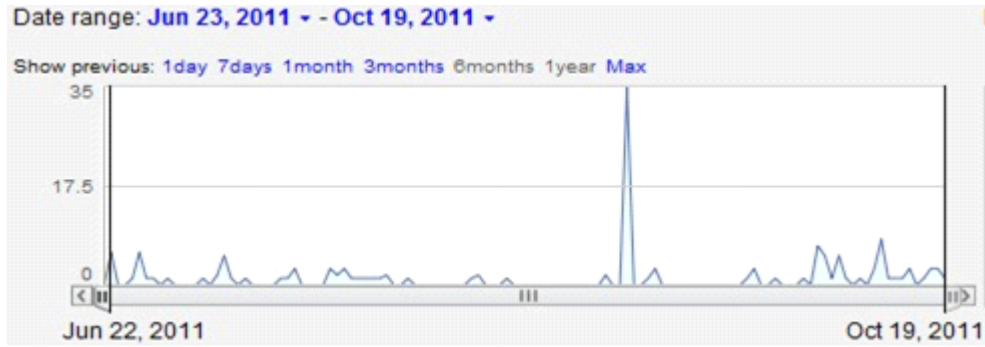 Date range: Jun 23, 2011 - Oct 19, 2011
Show previous: 1day 7days 1month 3months 6months 1year Max
35
17.5
0
Jun 22, 2011 Oct 19, 2011